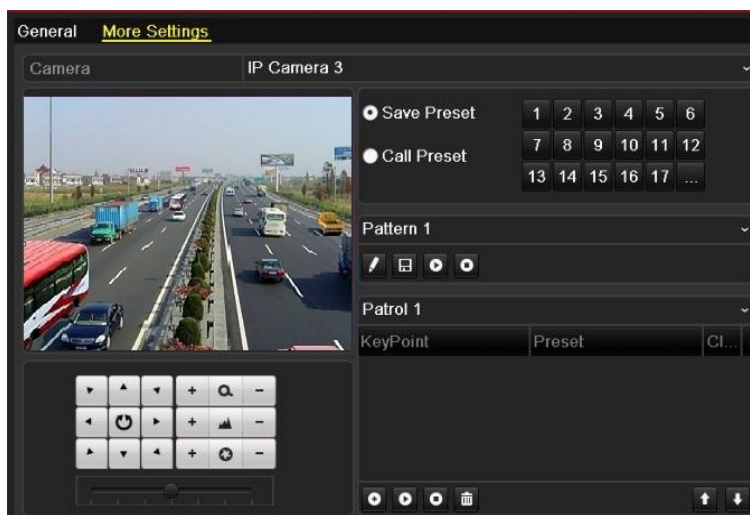 General More Settings
Camera IP Camera 3
Save Preset
Call Preset
1 2 3 4 5 6
7 8 9 10 11 12
13 14 15 16 17 ...
Pattern 1
Patrol 1
KeyPoint Preset Cl...